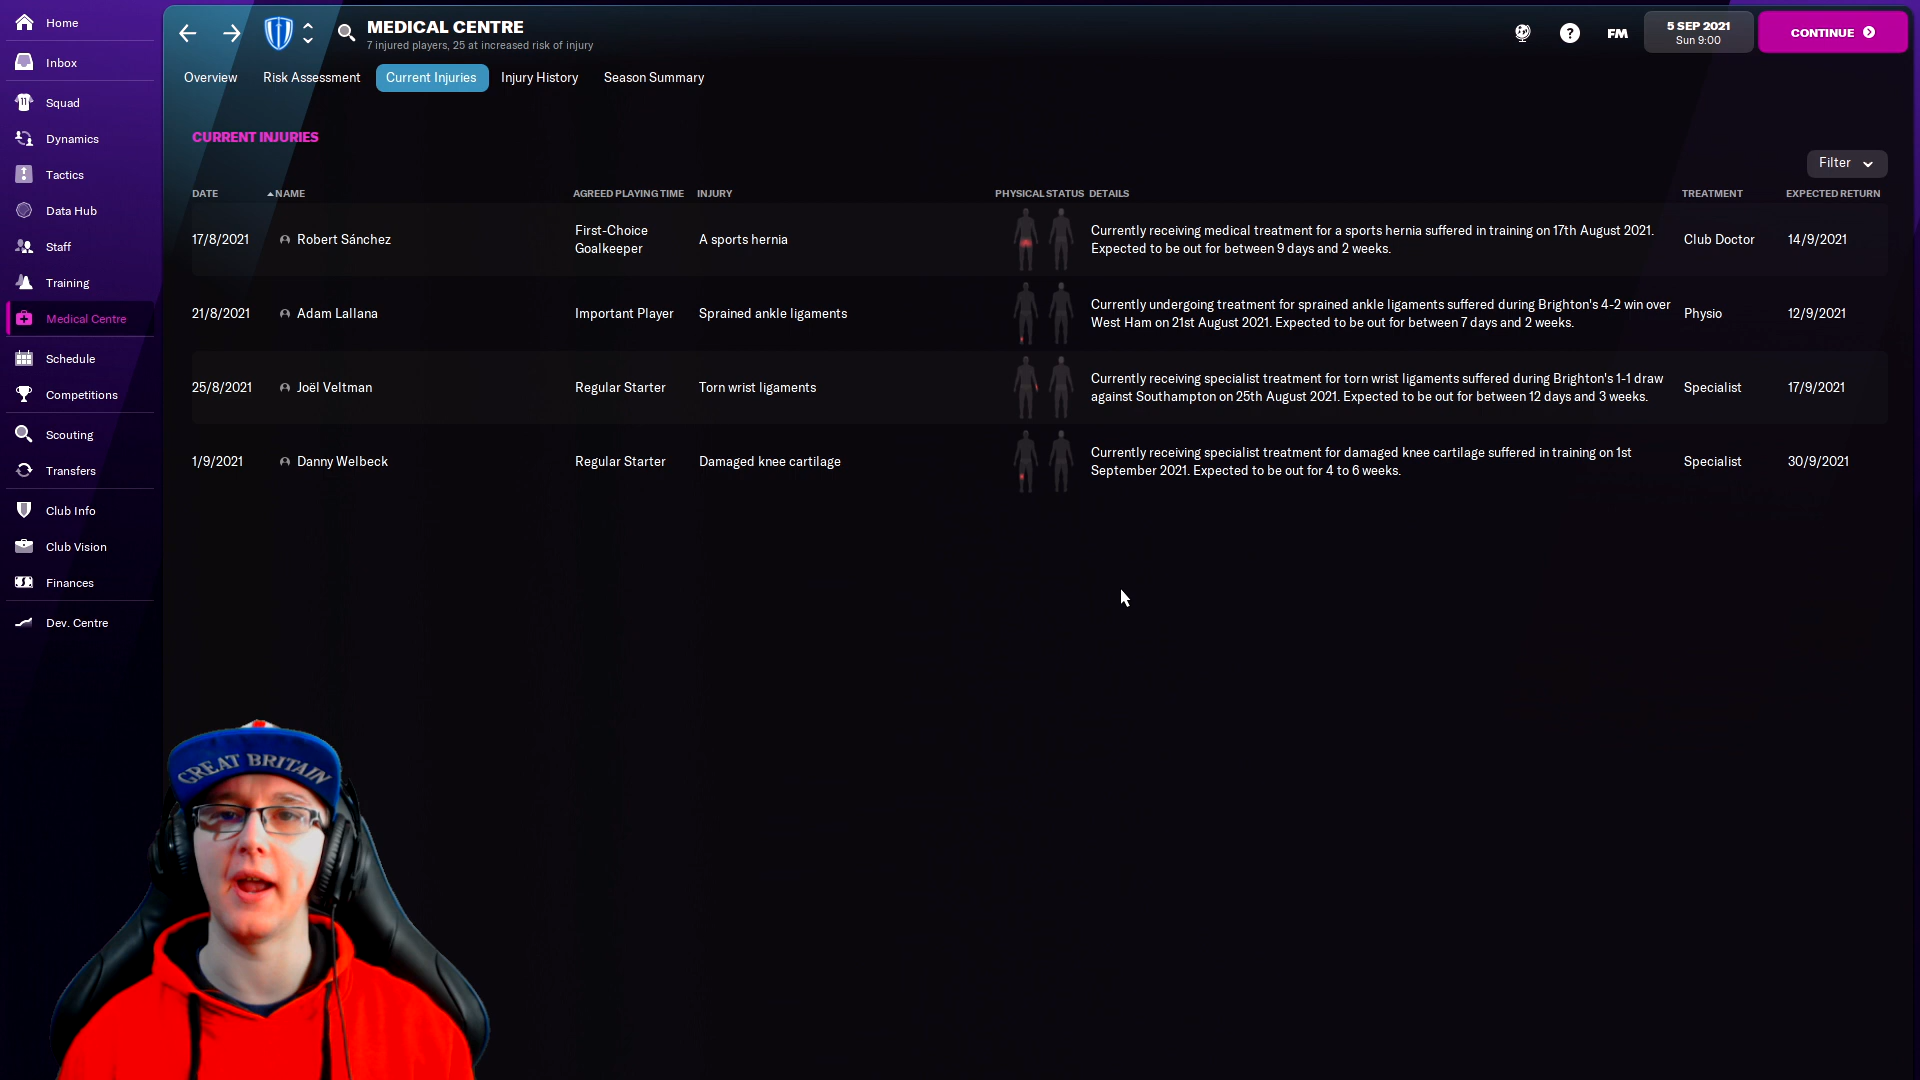 Home
Inbox
Squad
Dynamics
Tactics
Data Hub
Staff
Training
Medical Centre
Schedule
Competitions
Scouting
Transfers
Club Info
Club Vision
Finances
Dev. Centre
MEDICAL CENTRE
7 injured players, 25 at increased risk of injury
FM
5 SEP 2021
Sun 9:00
CONTINUE
Overview Risk Assessment Current Injuries Injury History Season Summary
CURRENT INJURIES
Filter
DATE NAME AGREED PLAYING TIME INJURY PHYSICAL STATUS DETAILS TREATMENT EXPECTED RETURN
17/8/2021 Robert Sánchez First-Choice Goalkeeper A sports hernia Currently receiving medical treatment for a sports hernia suffered in training on 17th August 2021. Club Doctor 14/9/2021
Expected to be out for between 9 days and 2 weeks.
21/8/2021 Adam Lallana Important Player Sprained ankle ligaments Currently undergoing treatment for sprained ankle ligaments suffered during Brighton's 4-2 win over Physio 12/9/2021
West Ham on 21st August 2021. Expected to be out for between 7 days and 2 weeks.
25/8/2021 Joël Veltman Regular Starter Torn wrist ligaments Currently receiving specialist treatment for torn wrist ligaments suffered during Brighton's 1-1 draw Specialist 17/9/2021
against Southampton on 25th August 2021. Expected to be out for between 12 days and 3 weeks.
1/9/2021 Danny Welbeck Regular Starter Damaged knee cartilage Currently receiving specialist treatment for damaged knee cartilage suffered in training on 1st Specialist 30/9/2021
September 2021. Expected to be out for 4 to 6 weeks.
GREAT BRITAIN